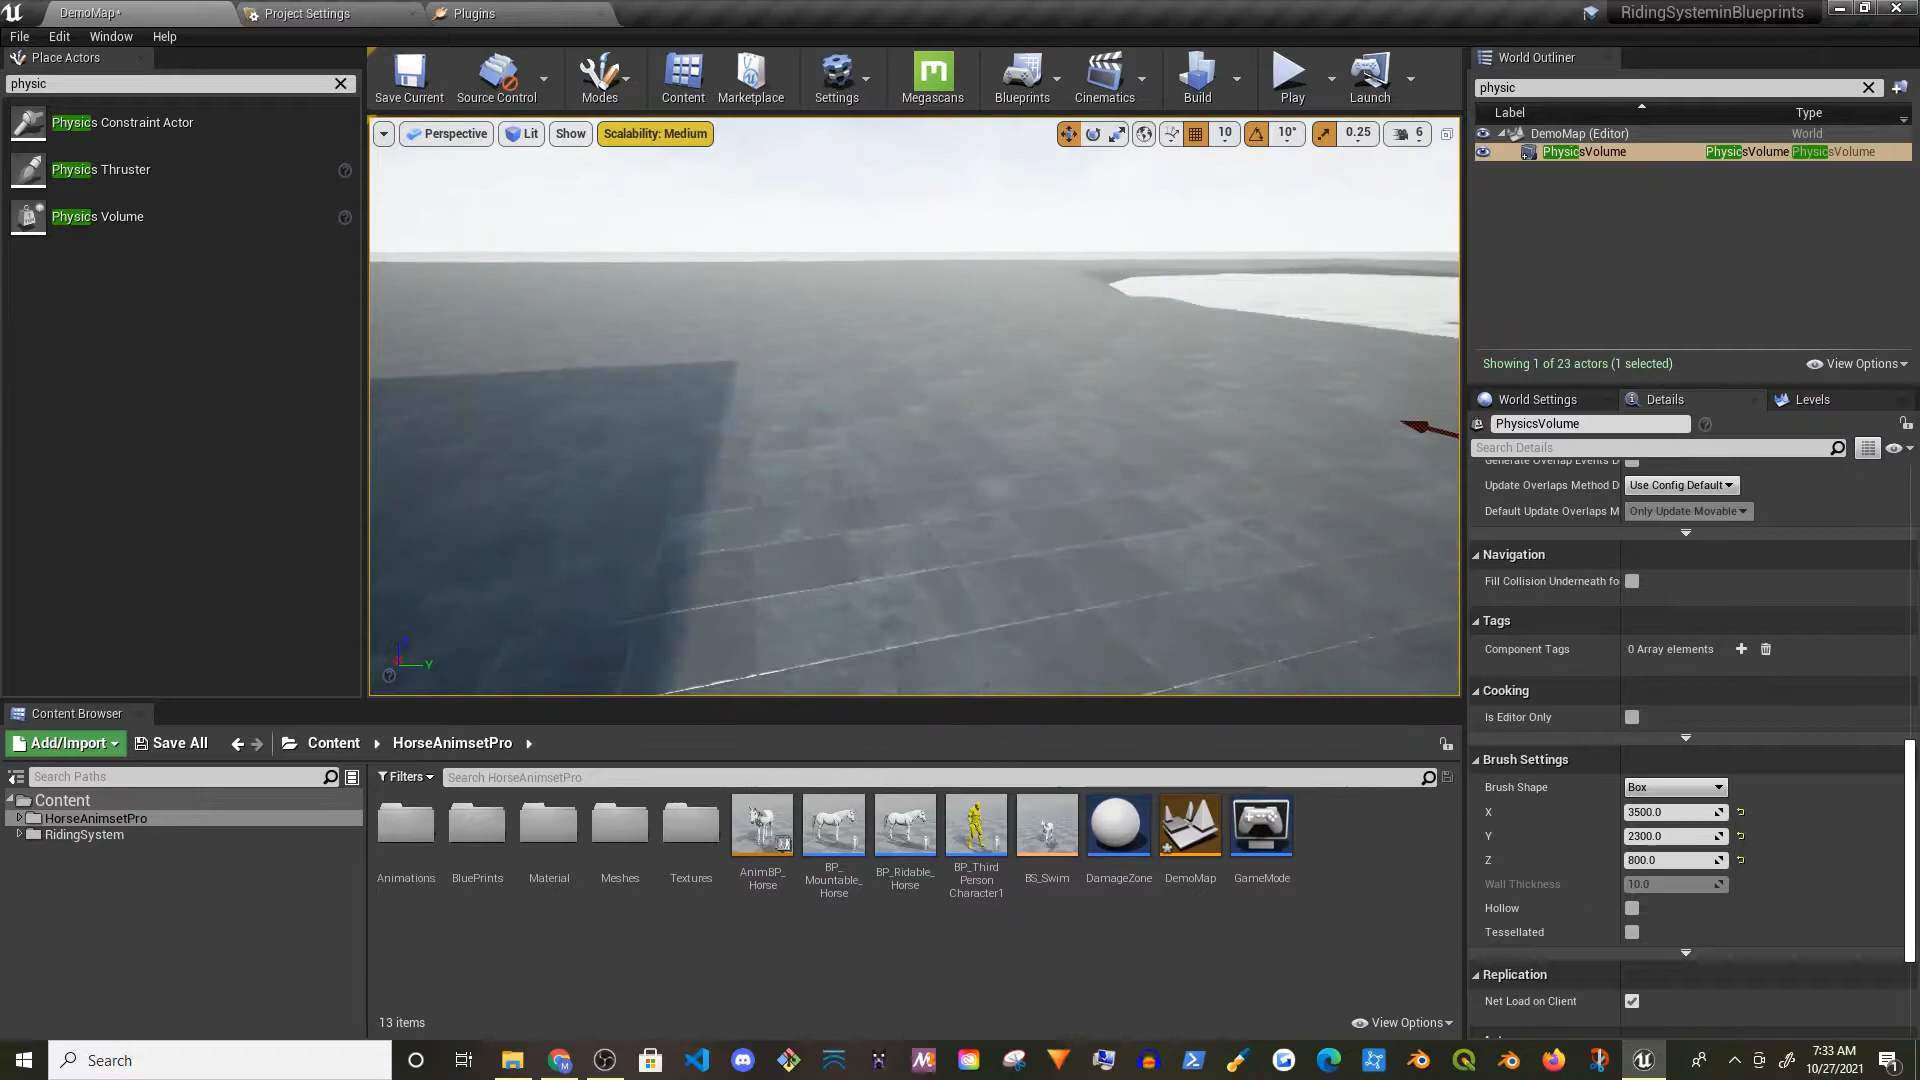 DemoMap*
Project Settings
Plugins
RidingSysteminBlueprints
File Edit Window Help
Place Actors
physic
Physics Constraint Actor
Physics Thruster
Physics Volume
Save Current
Source Control
Modes
Content
Marketplace
Settings
Megascans
Blueprints
Cinematics
Build
Play
Launch
Perspective
Lit
Show
Scalability: Medium
10
10°
0.25
6
Y
World Outliner
physic
Label Type
DemoMap (Editor) World
PhysicsVolume PhysicsVolume PhysicsVolume
Showing 1 of 23 actors (1 selected)
View Options
World Settings
Details
Levels
PhysicsVolume
Search Details
Generate Overlap Events D
Update Overlaps Method D Use Config Default
Default Update Overlaps M Only Update Movable
Navigation
Fill Collision Underneath fo
Tags
Component Tags 0 Array elements
Cooking
Is Editor Only
Brush Settings
Brush Shape Box
X 3500.0
Y 2300.0
Z 800.0
Wall Thickness 10.0
Hollow
Tessellated
Replication
Net Load on Client
Content Browser
Add/Import
Save All
Content
HorseAnimsetPro
Search Paths
Content
HorseAnimsetPro
RidingSystem
Filters
Search HorseAnimsetPro
Animations
BluePrints
Material
Meshes
Textures
AnimBP_
Horse
BP_
Mountable_
Horse
BP_Ridable_
Horse
BP_Third
Person
Character1
BS_Swim
DamageZone
DemoMap
GameMode
13 items
View Options
Search
7:33 AM
10/27/2021
1